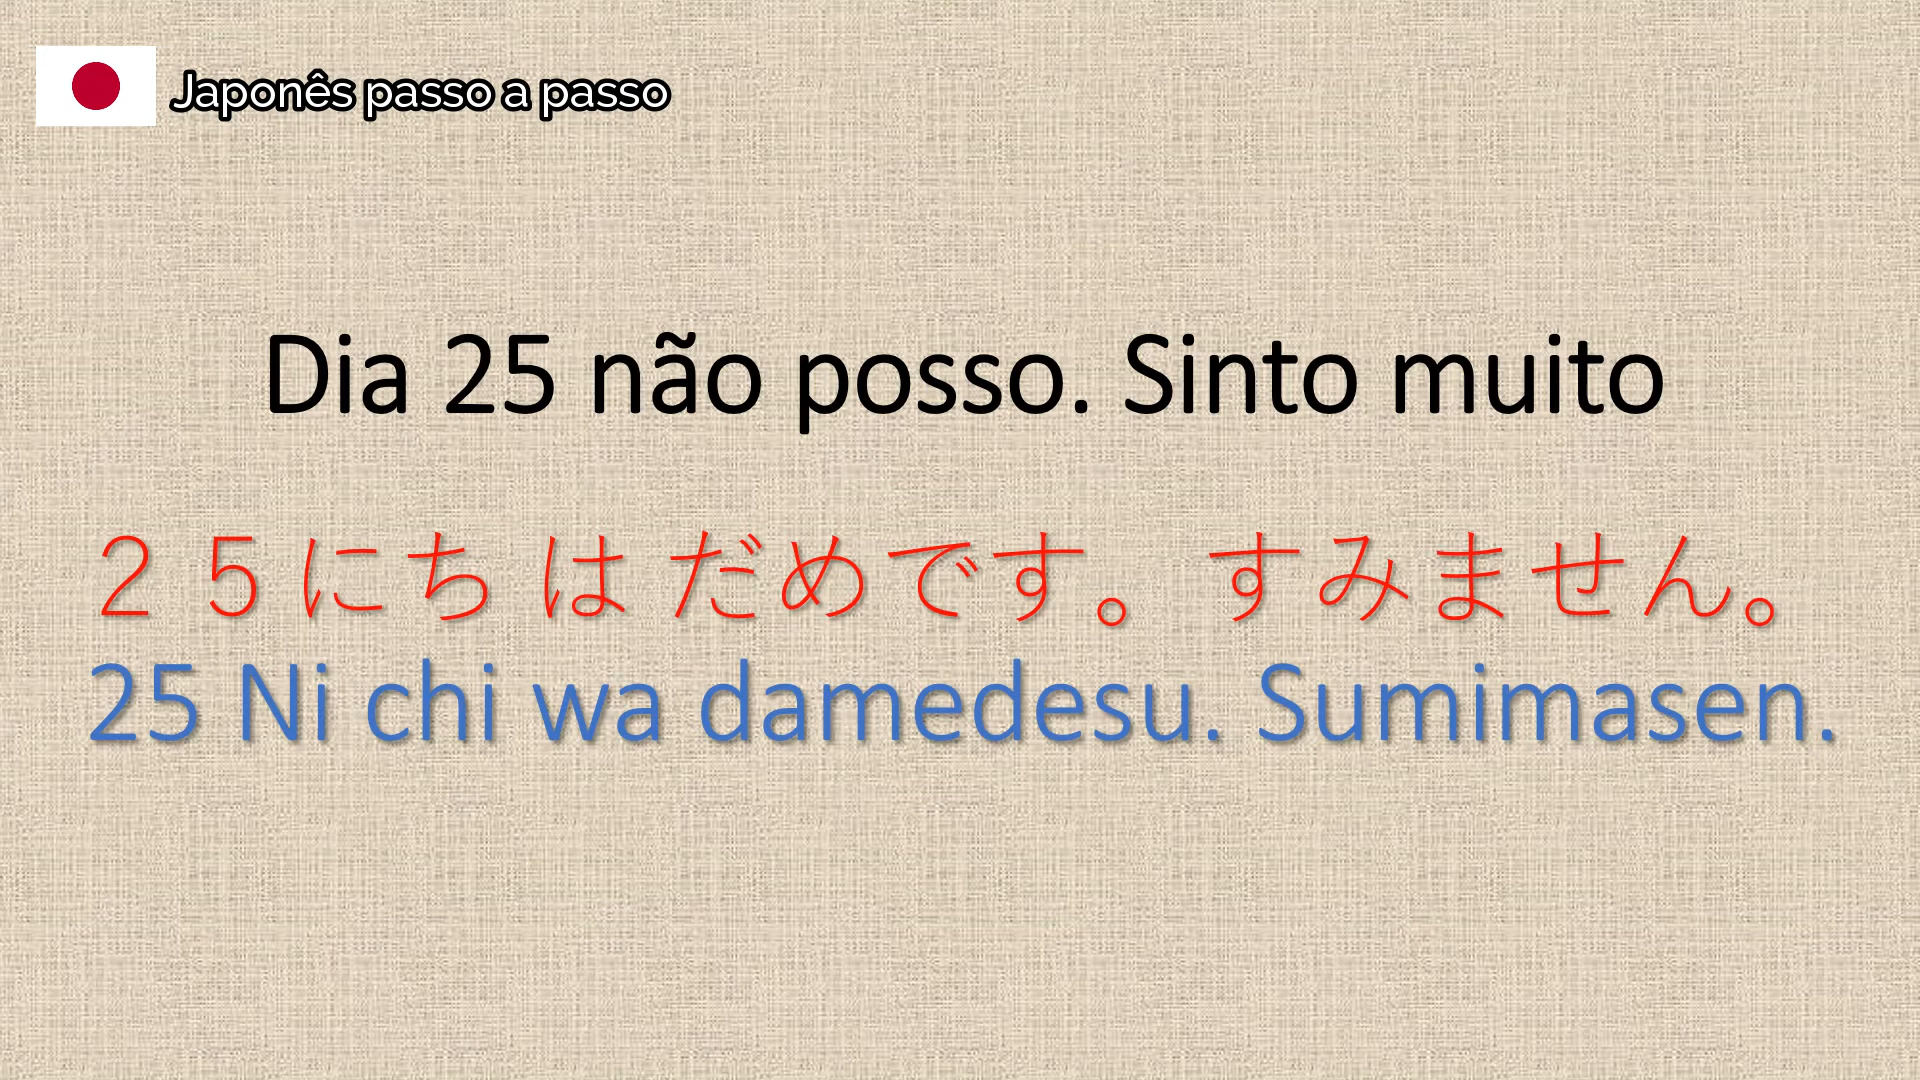 Japonês passo a passo
Dia 25 não posso. Sinto muito
２５にち は だめです。 すみません。
25 Ni chi wa damedesu. Sumimasen.